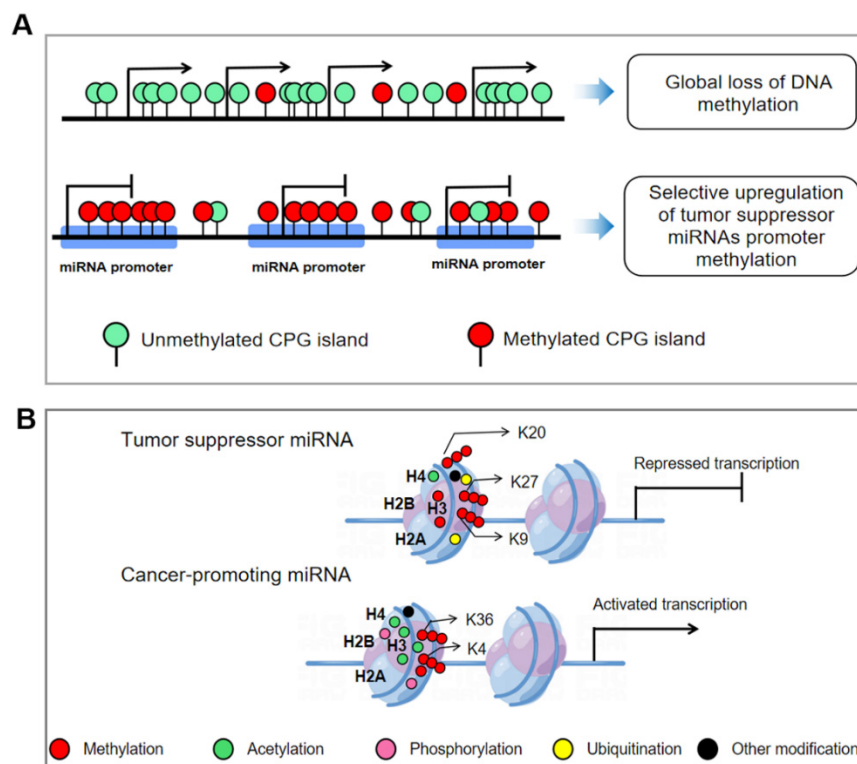 A
Global loss of DNA
methylation
Selective upregulation
of tumor suppressor
miRNAs promoter
methylation
miRNA promoter
miRNA promoter
miRNA promoter
Unmethylated CPG island
Methylated CPG island
B
Tumor suppressor miRNA
K20
H4
K27
Repressed transcription
H2B
H3
H2A
K9
Cancer-promoting miRNA
H4
K36
Activated transcription
H2B
H3
K4
H2A
Methylation
Acetylation
Phosphorylation
Ubiquitination
Other modification